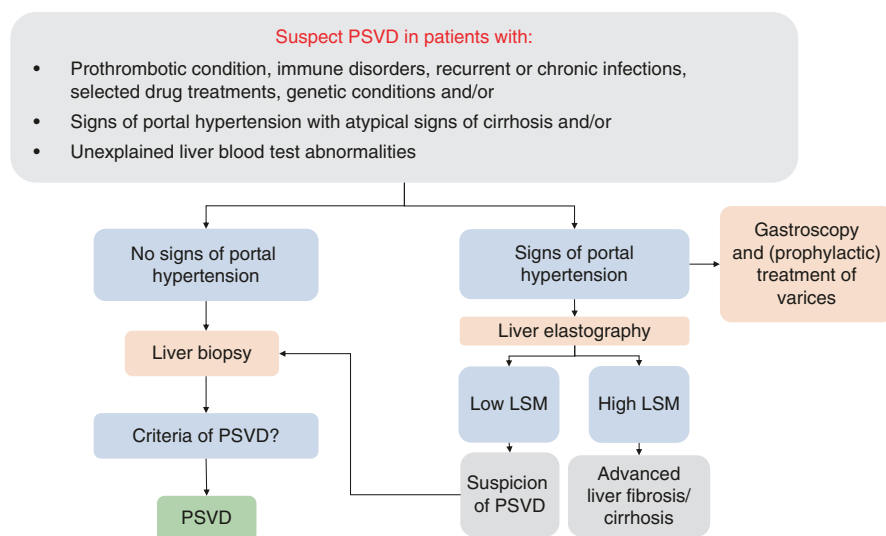 Suspect PSVD in patients with:
• Prothrombotic condition, immune disorders, recurrent or chronic infections,
selected drug treatments, genetic conditions and/or
• Signs of portal hypertension with atypical signs of cirrhosis and/or
• Unexplained liver blood test abnormalities
No signs of portal
hypertension
Signs of portal
hypertension
Gastroscopy
and (prophylactic)
treatment of
varices
Liver biopsy
Liver elastography
Low LSM
High LSM
Criteria of PSVD?
Suspicion
of PSVD
Advanced
liver fibrosis/
cirrhosis
PSVD